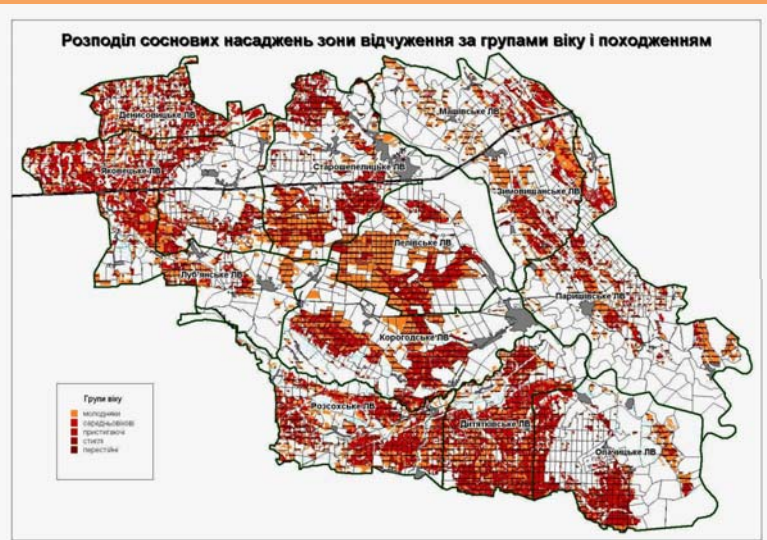 Розподіл соснових насаджень зони відчуження за групами віку і походженням
Денисовицьке ЛВ
Машівське ЛВ
Яковецьке ЛВ
Старошепелицьке ЛВ
Зимовищанське ЛВ
Лелівське ЛВ
Луб'янське ЛВ
Паришівське ЛВ
Корогодське ЛВ
Розсохське ЛВ
Дитятківське ЛВ
Опачицьке ЛВ
Групи віку
молодняки
середньовікові
пристигаючі
стиглі
перестійні